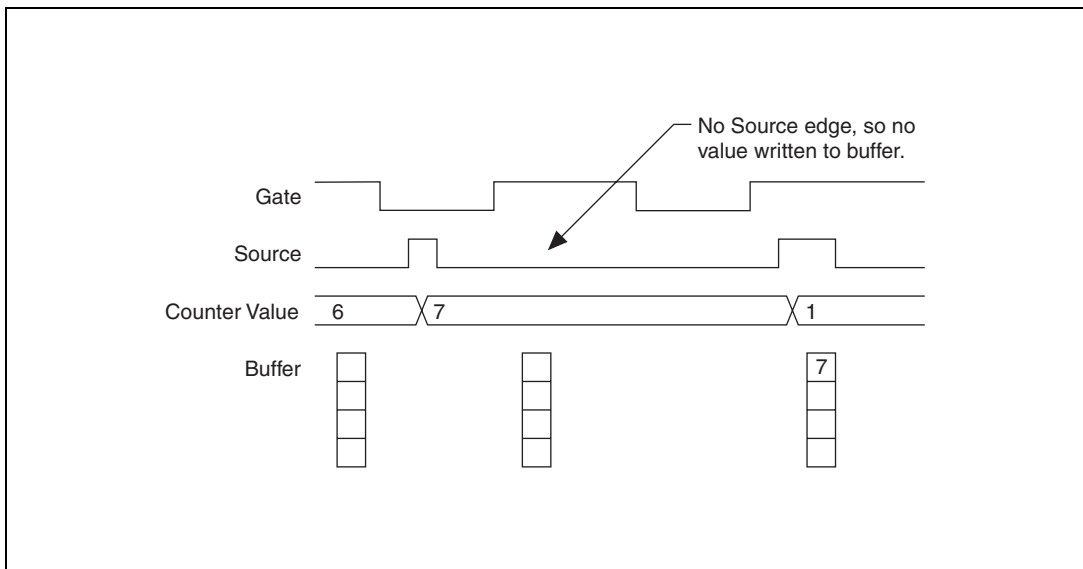 No Source edge, so no
value written to buffer.
Gate
Source
Counter Value 6 7 1
Buffer 7